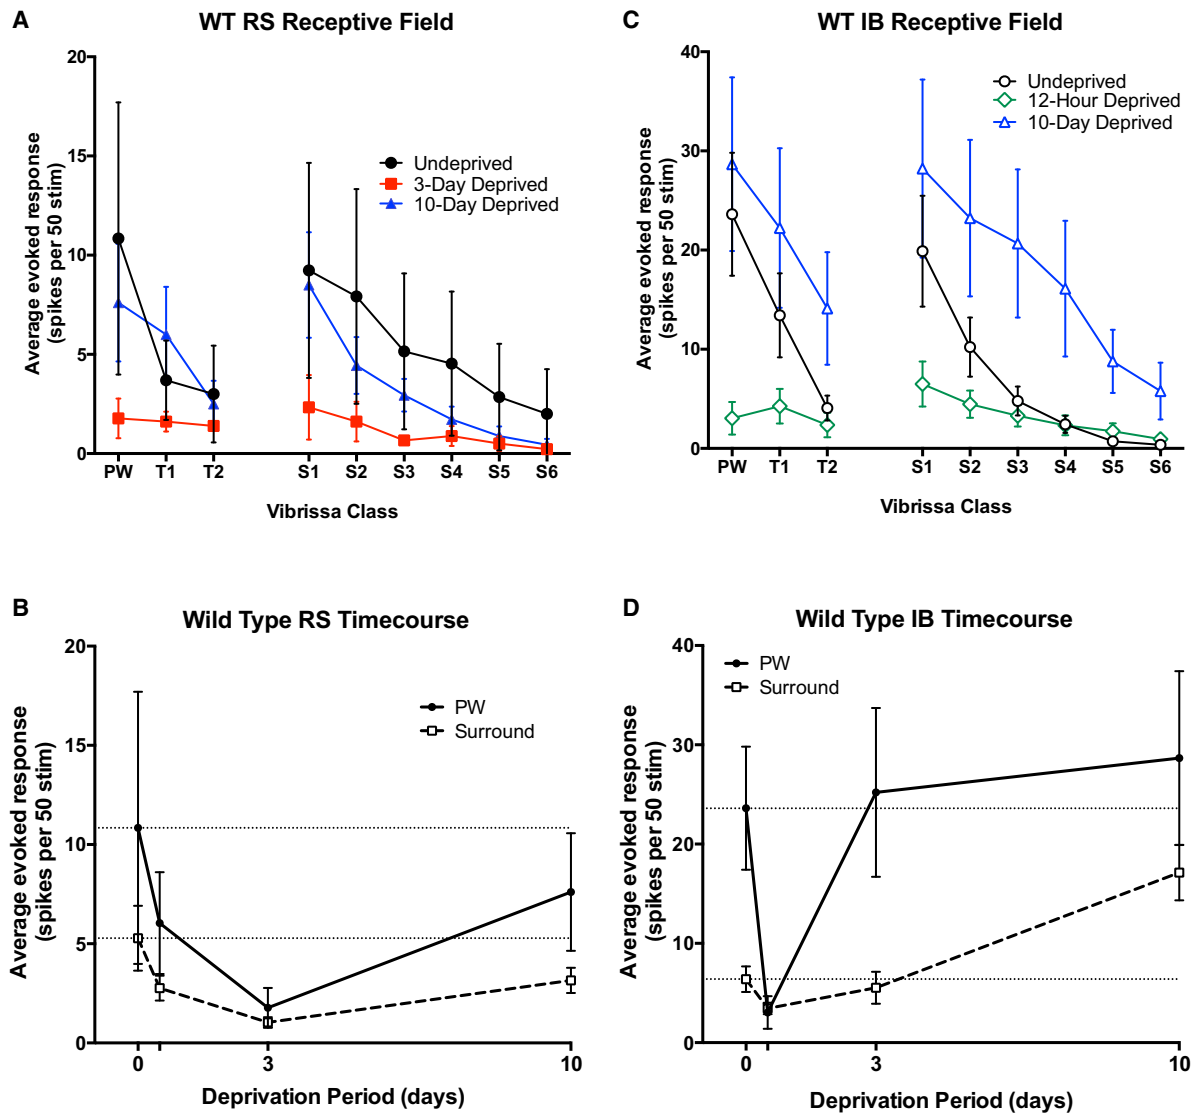 A
WT RS Receptive Field
20
15
10
5
0
Average evoked response
(spikes per 50 stim)
Undeprived
3-Day Deprived
10-Day Deprived
PW T1 T2 S1 S2 S3 S4 S5 S6
Vibrissa Class
C
WT IB Receptive Field
40
30
20
10
0
Average evoked response
(spikes per 50 stim)
Undeprived
12-Hour Deprived
10-Day Deprived
PW T1 T2 S1 S2 S3 S4 S5 S6
Vibrissa Class
B
Wild Type RS Timecourse
20
15
10
5
0
Average evoked response
(spikes per 50 stim)
PW
Surround
0 3 10
Deprivation Period (days)
D
Wild Type IB Timecourse
40
30
20
10
0
Average evoked response
(spikes per 50 stim)
PW
Surround
0 3 10
Deprivation Period (days)